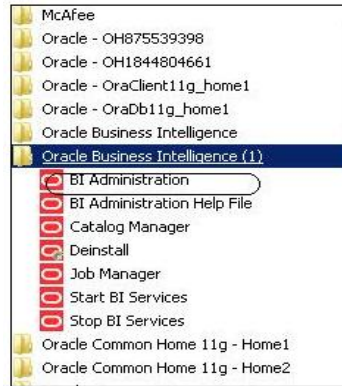 McAfee
Oracle - OH875539398
Oracle - OH1844804661
Oracle - OraClient11g_home1
Oracle - OraDb11g_home1
Oracle Business Intelligence
Oracle Business Intelligence (1)
BI Administration
BI Administration Help File
Catalog Manager
Deinstall
Job Manager
Start BI Services
Stop BI Services
Oracle Common Home 11g - Home1
Oracle Common Home 11g - Home2